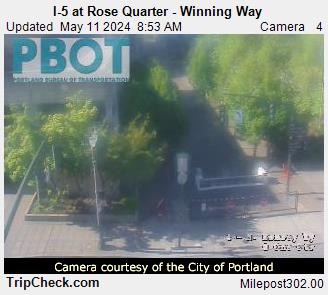 I-5 at Rose Quarter - Winning Way
Updated May 11 2024 8:53 AM Camera 4
PBOT
PORTLAND BUREAU OF TRANSPORTATION
Camera courtesy of the City of Portland
TripCheck.com Milepost302.00